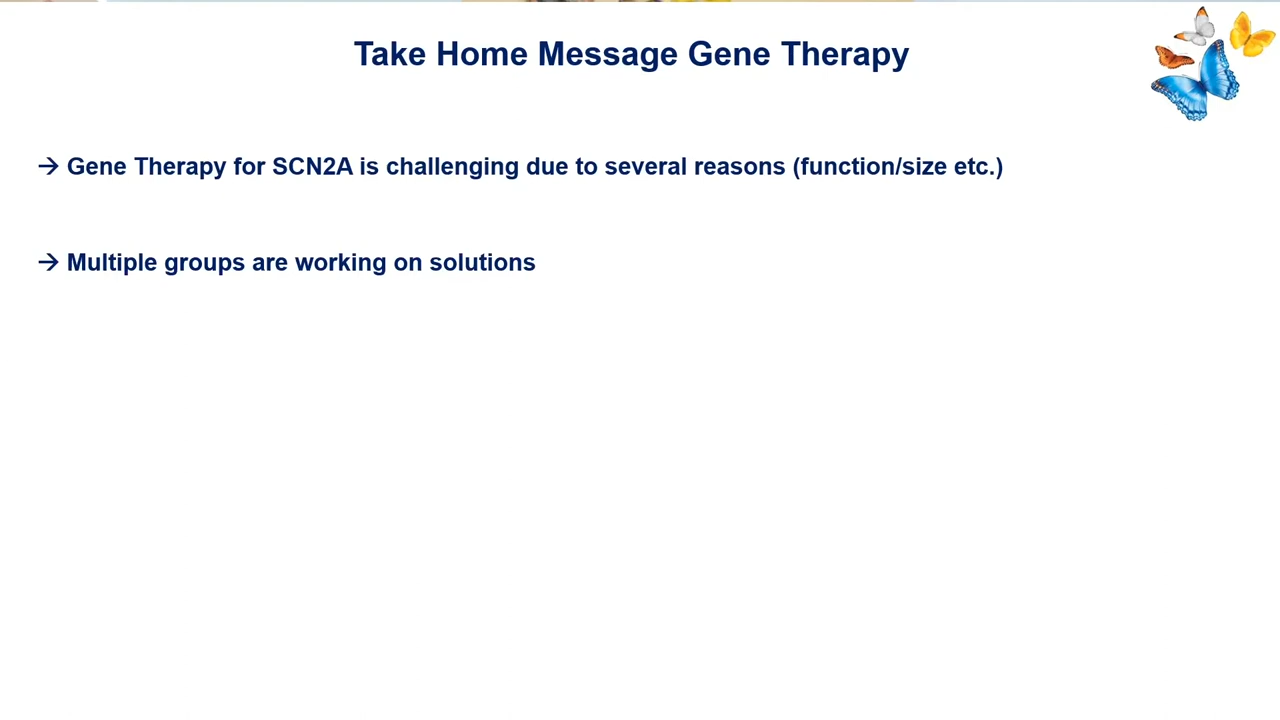 Take Home Message Gene Therapy
→ Gene Therapy for SCN2A is challenging due to several reasons (function/size etc.)
→ Multiple groups are working on solutions